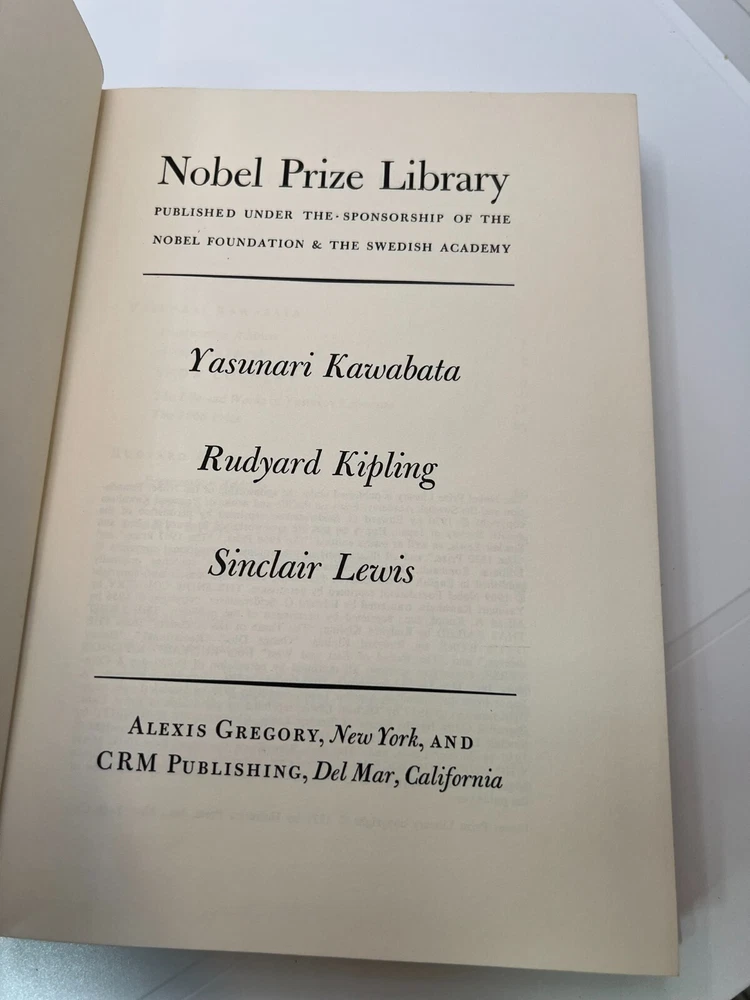 Nobel Prize Library
PUBLISHED UNDER THE · SPONSORSHIP OF THE
NOBEL FOUNDATION & THE SWEDISH ACADEMY
Yasunari Kawabata
Rudyard Kipling
Sinclair Lewis
ALEXIS GREGORY, New York, AND
CRM PUBLISHING, Del Mar, California